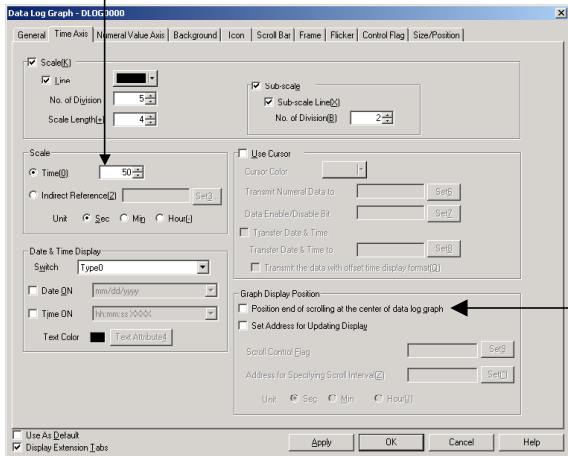 Data Log Graph - DLOG0000
General Time Axis Numeral Value Axis Background Icon Scroll Bar Frame Flicker Control Flag Size/Position
Scale(K)
Line
No. of Division 5
Scale Length(+) 4
Sub-scale
Sub-scale Line(X)
No. of Division(B) 2
Scale
Time(0) 50
Indirect Reference(2) Set3...
Unit Sec Min Hour(-)
Date & Time Display
Switch Type0
Date ON mm/dd/yyyy
Time ON hh:mm:ss XXXX
Text Color Text Attribute4
Use Cursor
Cursor Color
Transmit Numeral Data to Set6
Data Enable/Disable Bit Set7
Transfer Date & Time
Transfer Date & Time to Set8
Transmit the data with offset time display format(Q)
Graph Display Position
Position end of scrolling at the center of data log graph
Set Address for Updating Display
Scroll Control Flag Set9
Address for Specifying Scroll Interval(Z)
Unit Sec Min Hour(U)
Use As Default
Display Extension Tabs
Apply OK Cancel Help